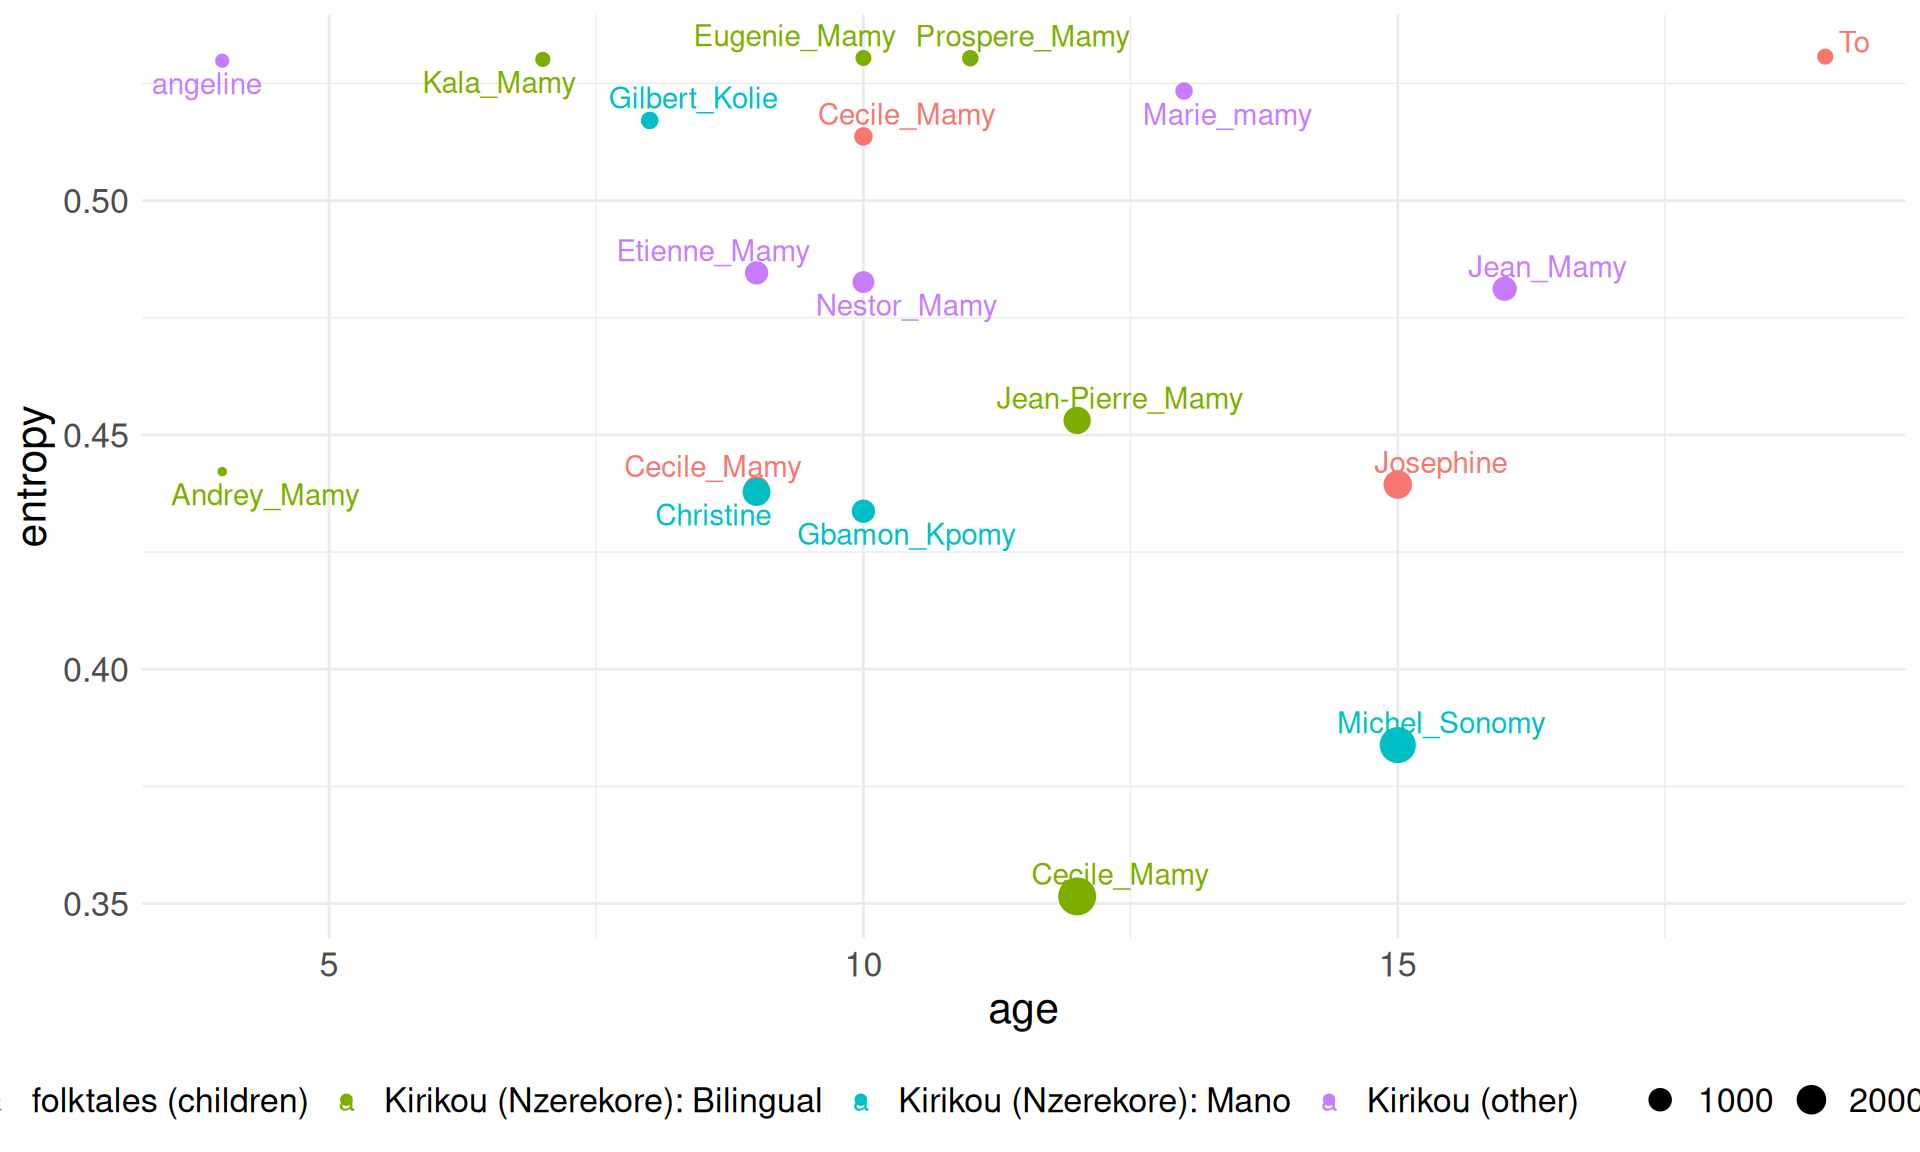 Eugenie_Mamy
Prospere_Mamy
To
angeline
Kala_Mamy
Gilbert_Kolie
Cecile_Mamy
Marie_mamy
0.50
Etienne_Mamy
Nestor_Mamy
Jean_Mamy
Jean-Pierre_Mamy
0.45
Cecile_Mamy
Josephine
Andrey_Mamy
Christine
Gbamon_Kpomy
entropy
0.40
Michel_Sonomy
Cecile_Mamy
0.35
5 10 15
age
folktales (children) a Kirikou (Nzerekore): Bilingual a Kirikou (Nzerekore): Mano a Kirikou (other) 1000 2000